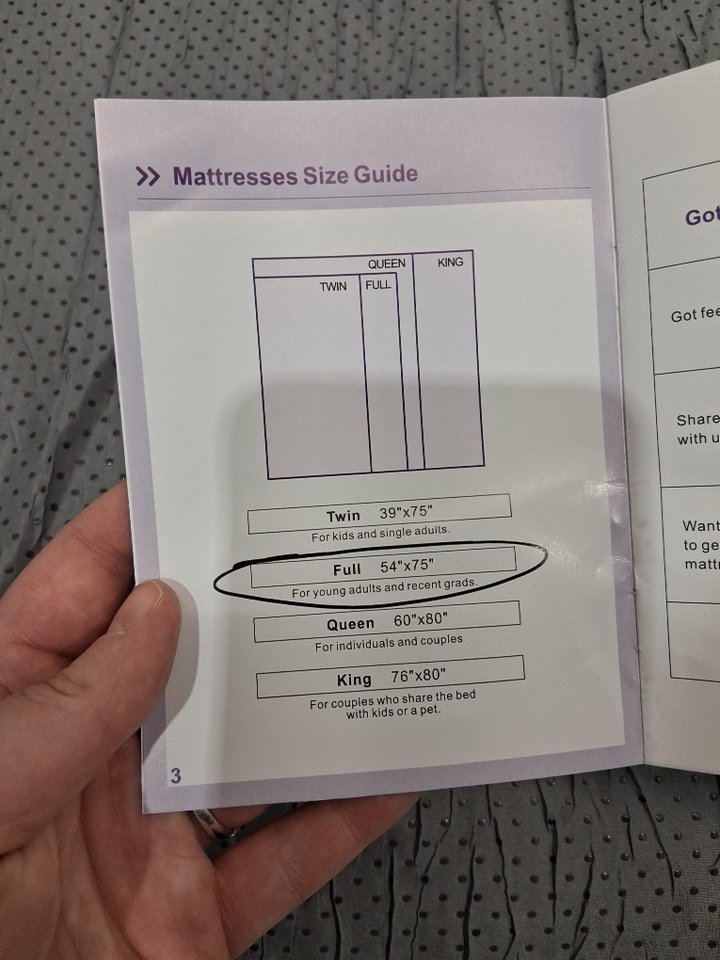 >> Mattresses Size Guide
QUEEN KING
TWIN FULL
Twin 39"x75"
For kids and single adults.
Full 54"x75"
For young adults and recent grads.
Queen 60"x80"
For individuals and couples
King 76"x80"
For couples who share the bed
with kids or a pet.
3
Got
Got fee
Share
with u
Want
to ge
mattr